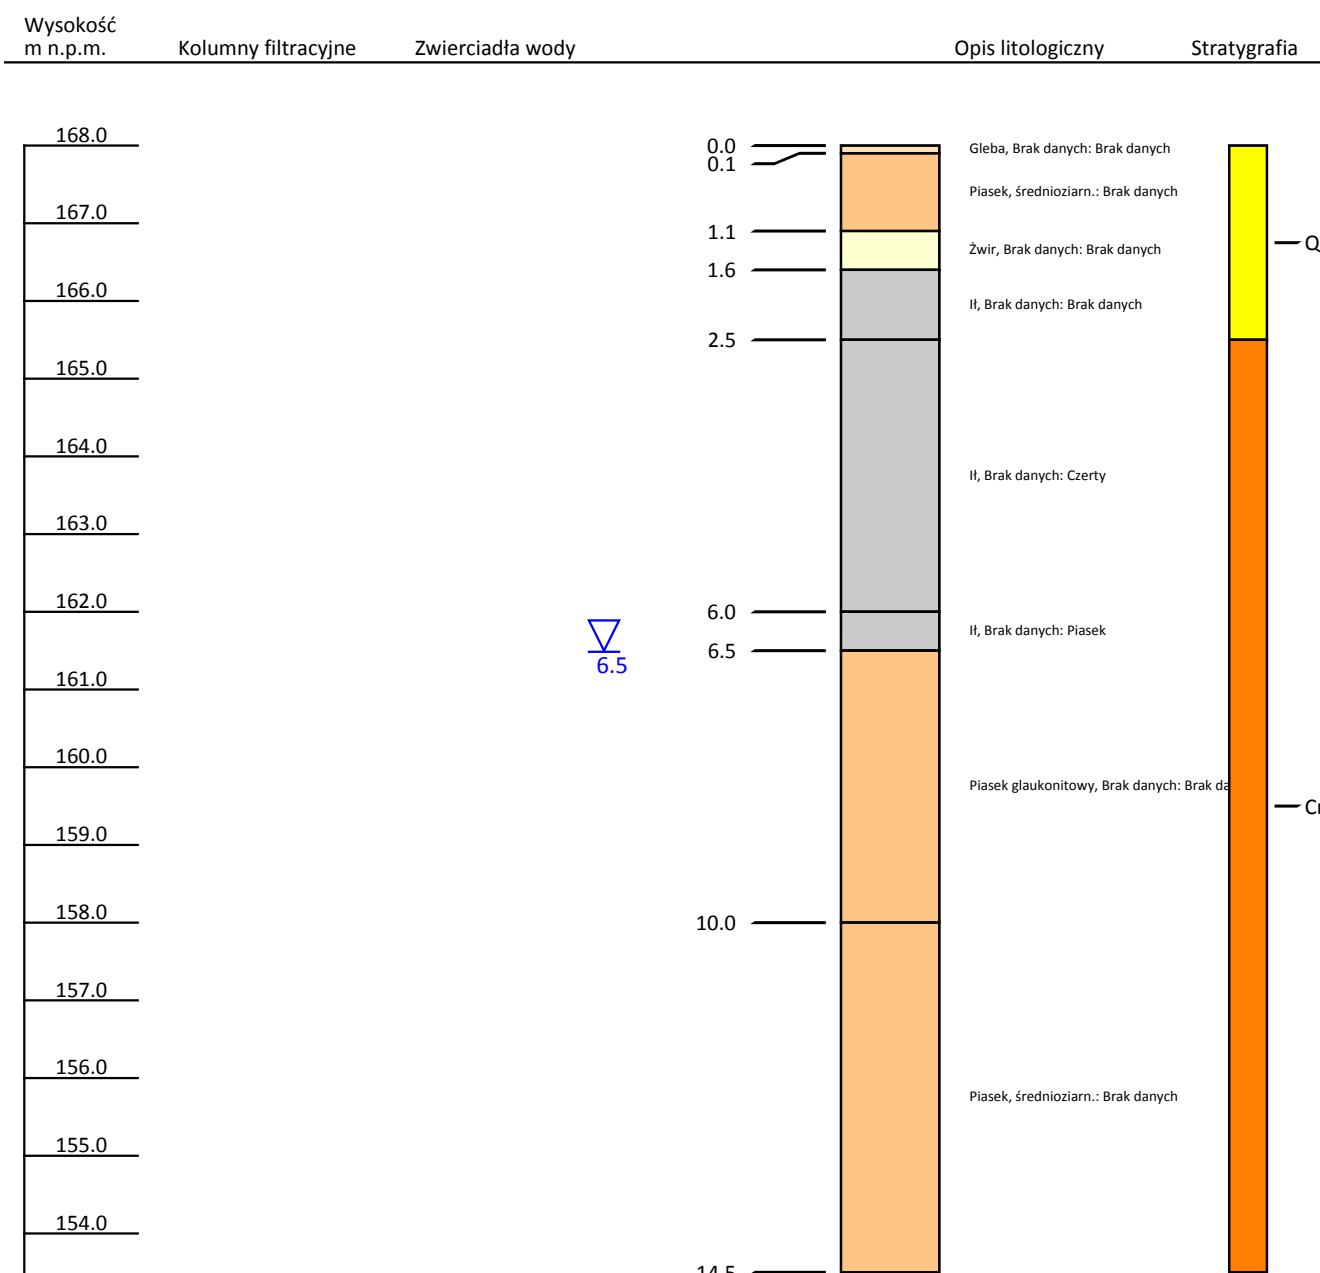 Wysokość
m n.p.m. Kolumny filtracyjne Zwierciadła wody Opis litologiczny Stratygrafia
168.0 0.0 Gleba, Brak danych: Brak danych
0.1
Piasek, średnioziarn.: Brak danych
167.0
1.1
Żwir, Brak danych: Brak danych Q
1.6
166.0 Ił, Brak danych: Brak danych
2.5
165.0
164.0
Ił, Brak danych: Czerty
163.0
162.0 6.0
Ił, Brak danych: Piasek
6.5 6.5
161.0
160.0
Piasek glaukonitowy, Brak danych: Brak da
Cr
159.0
158.0 10.0
157.0
156.0
Piasek, średnioziarn.: Brak danych
155.0
154.0
14.5